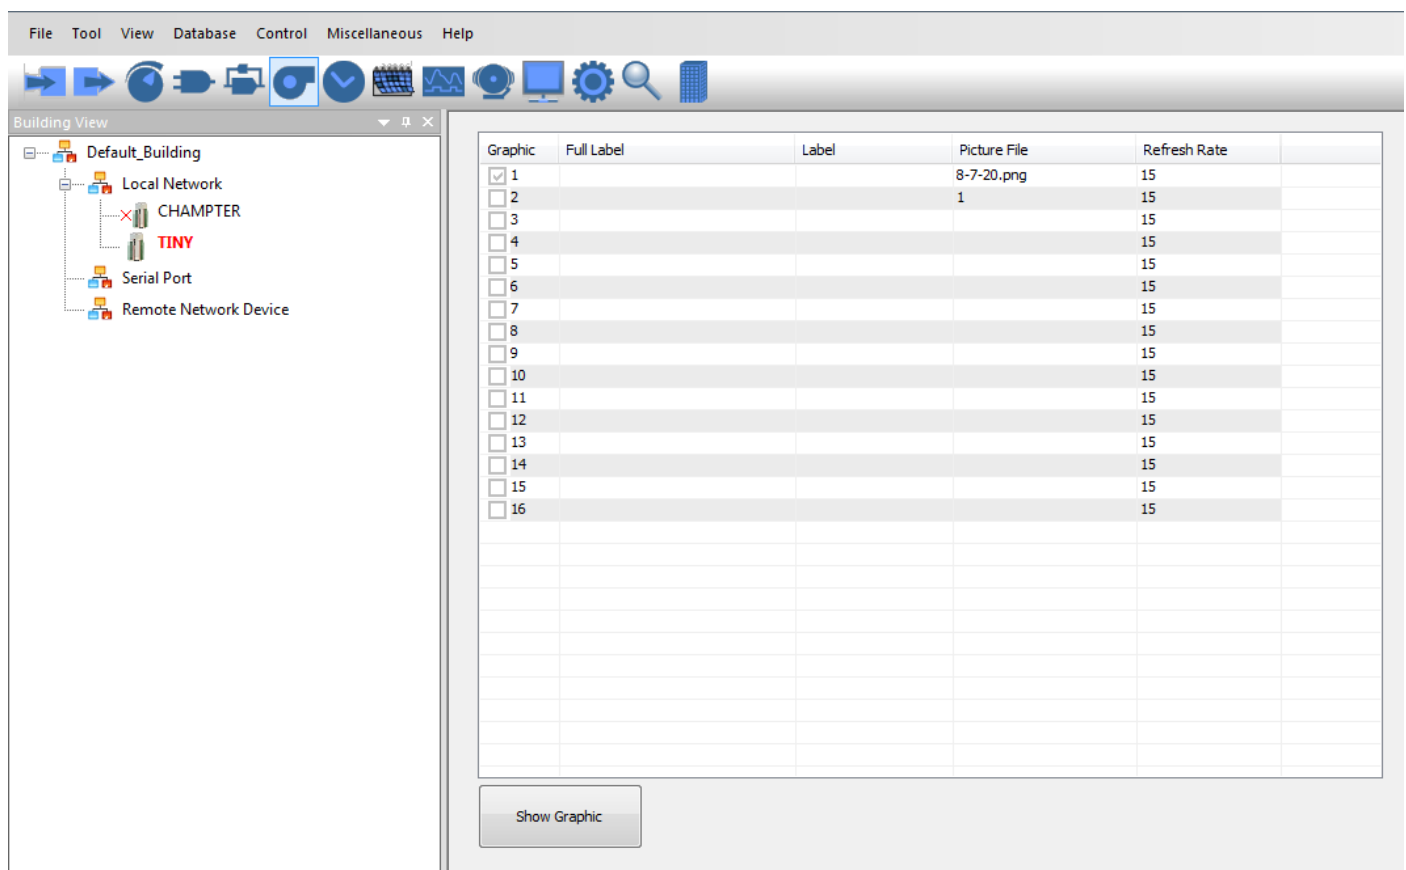 File Tool View Database Control Miscellaneous Help
Building View
Default_Building
Local Network
CHAMPTER
TINY
Serial Port
Remote Network Device
Graphic Full Label Label Picture File Refresh Rate
1 8-7-20.png 15
2 1 15
3 15
4 15
5 15
6 15
7 15
8 15
9 15
10 15
11 15
12 15
13 15
14 15
15 15
16 15
Show Graphic